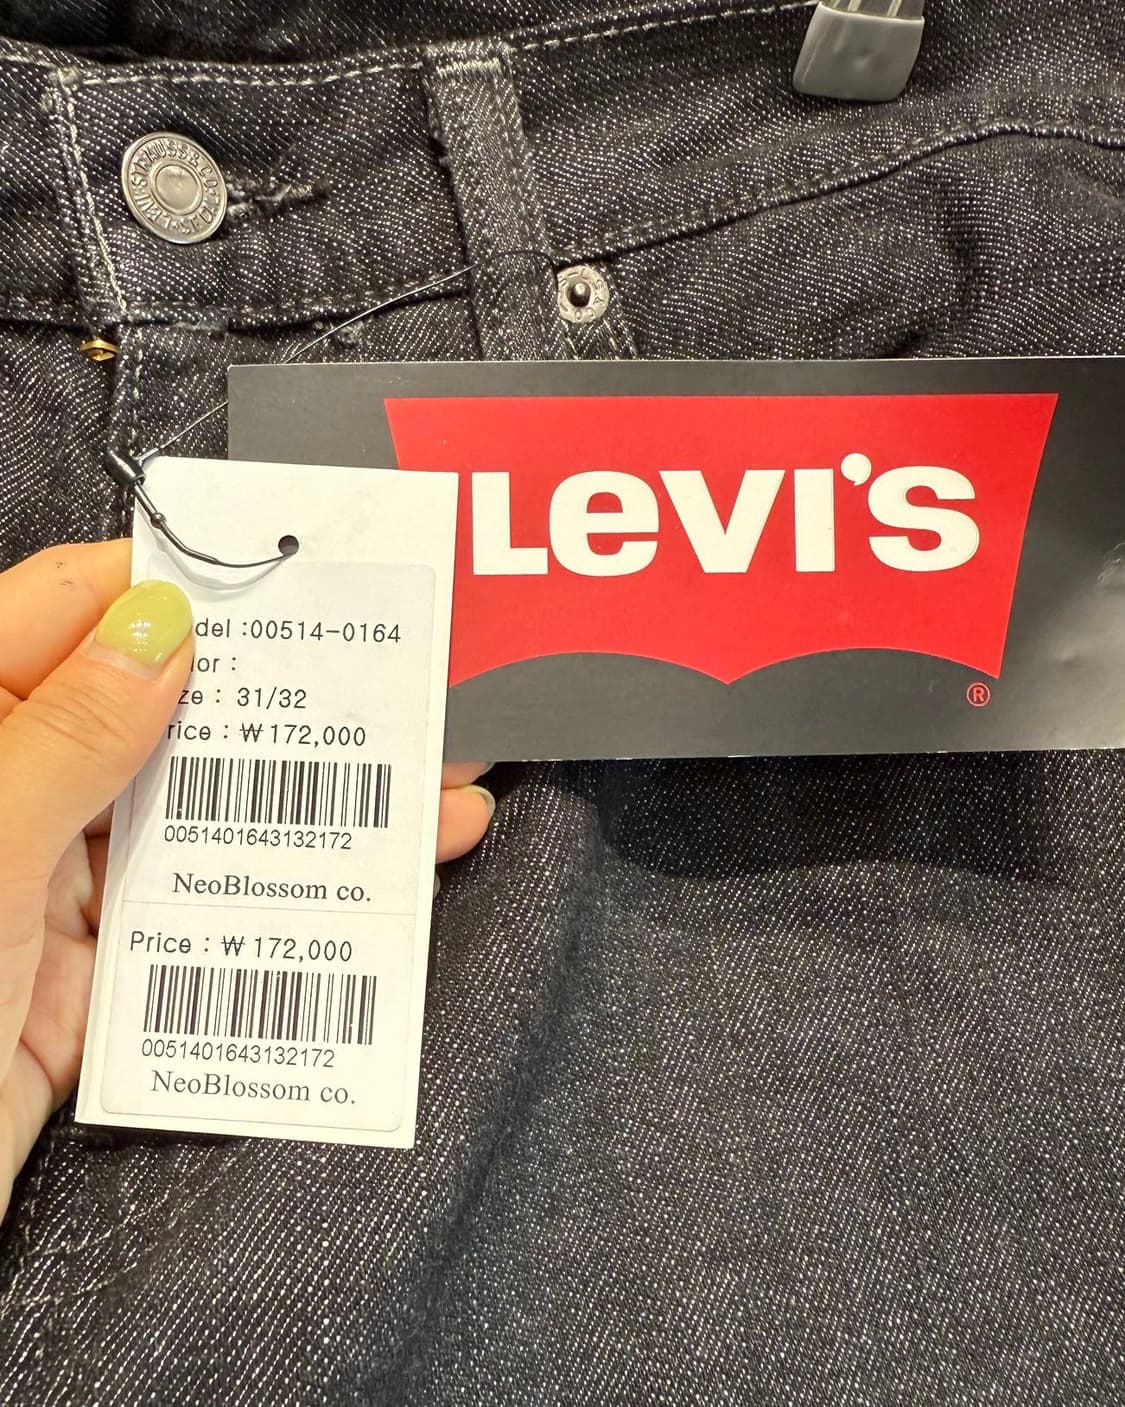 LEVI'S
®
del :00514-0164
lor :
ze : 31/32
rice : ₩172,000
0051401643132172
NeoBlossom co.
Price : ₩172,000
0051401643132172
NeoBlossom co.